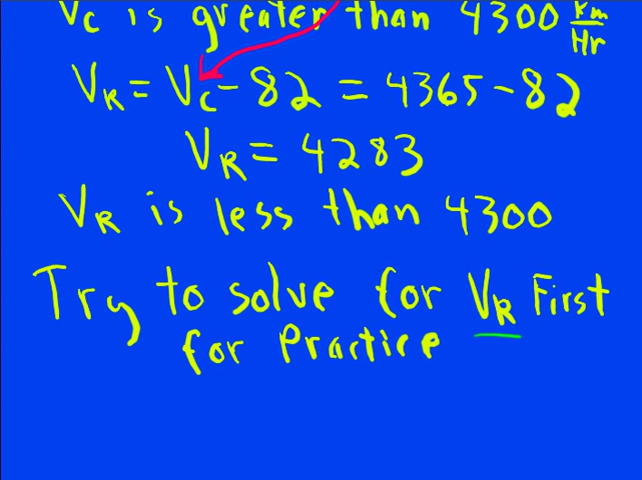 Vc is greater than 4300 Km/Hr
VR = Vc - 82 = 4365 - 82
VR = 4283
VR is less than 4300
Try to solve for VR First
for Practice